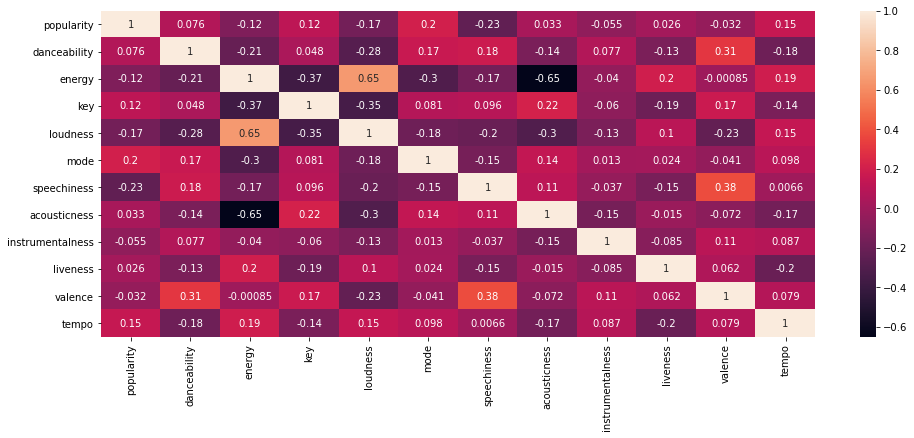 popularity 1 0.076 -0.12 0.12 -0.17 0.2 -0.23 0.033 -0.055 0.026 -0.032 0.15
danceability 0.076 1 -0.21 0.048 -0.28 0.17 0.18 -0.14 0.077 -0.13 0.31 -0.18
energy -0.12 -0.21 1 -0.37 0.65 -0.3 -0.17 -0.65 -0.04 0.2 -0.00085 0.19
key 0.12 0.048 -0.37 1 -0.35 0.081 0.096 0.22 -0.06 -0.19 0.17 -0.14
loudness -0.17 -0.28 0.65 -0.35 1 -0.18 -0.2 -0.3 -0.13 0.1 -0.23 0.15
mode 0.2 0.17 -0.3 0.081 -0.18 1 -0.15 0.14 0.013 0.024 -0.041 0.098
speechiness -0.23 0.18 -0.17 0.096 -0.2 -0.15 1 0.11 -0.037 -0.15 0.38 0.0066
acousticness 0.033 -0.14 -0.65 0.22 -0.3 0.14 0.11 1 -0.15 -0.015 -0.072 -0.17
instrumentalness -0.055 0.077 -0.04 -0.06 -0.13 0.013 -0.037 -0.15 1 -0.085 0.11 0.087
liveness 0.026 -0.13 0.2 -0.19 0.1 0.024 -0.15 -0.015 -0.085 1 0.062 -0.2
valence -0.032 0.31 -0.00085 0.17 -0.23 -0.041 0.38 -0.072 0.11 0.062 1 0.079
tempo 0.15 -0.18 0.19 -0.14 0.15 0.098 0.0066 -0.17 0.087 -0.2 0.079 1
popularity
danceability
energy
key
loudness
mode
speechiness
acousticness
instrumentalness
liveness
valence
tempo
1.0
0.8
0.6
0.4
0.2
0.0
−0.2
−0.4
−0.6